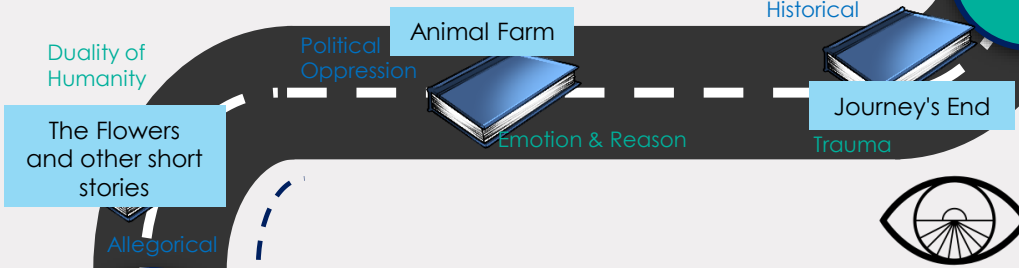 Historical
Animal Farm
Political
Oppression
Duality of
Humanity
Journey's End
The Flowers
and other short
stories
Emotion & Reason
Trauma
Allegorical